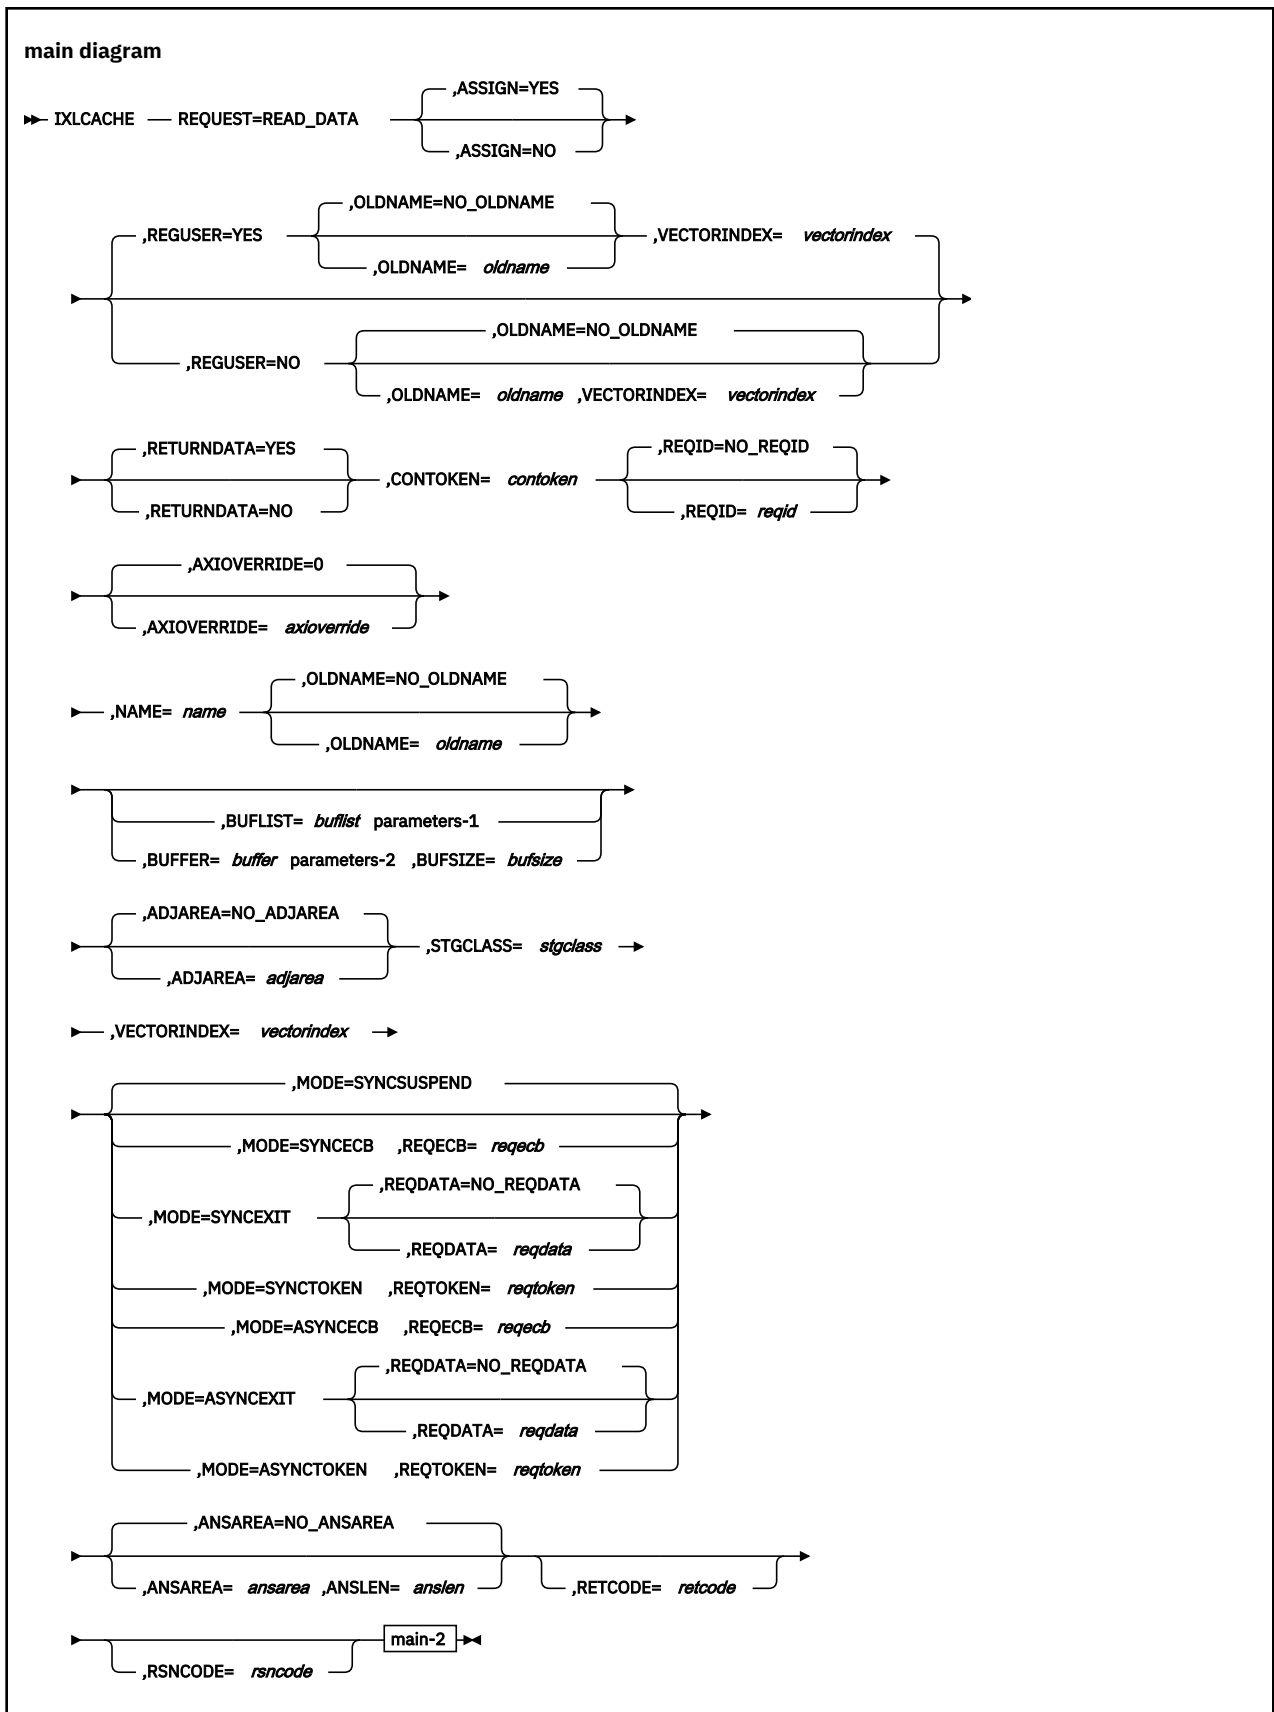 main diagram
,ASSIGN=YES
IXLCACHE REQUEST=READ_DATA
,ASSIGN=NO
,OLDNAME=NO_OLDNAME
,REGUSER=YES ,VECTORINDEX= vectorindex
,OLDNAME= oldname
,OLDNAME=NO_OLDNAME
,REGUSER=NO
,OLDNAME= oldname ,VECTORINDEX= vectorindex
,RETURNDATA=YES ,REQID=NO_REQID
,CONTOKEN= contoken
,RETURNDATA=NO ,REQID= reqid
,AXIOVERRIDE=0
,AXIOVERRIDE= axioverride
,OLDNAME=NO_OLDNAME
,NAME= name
,OLDNAME= oldname
,BUFLIST= buflist parameters-1
,BUFFER= buffer parameters-2 ,BUFSIZE= bufsize
,ADJAREA=NO_ADJAREA
,STGCLASS= stgclass
,ADJAREA= adjarea
,VECTORINDEX= vectorindex
,MODE=SYNCSUSPEND
,MODE=SYNCECB ,REQECB= reqecb
,REQDATA=NO_REQDATA
,MODE=SYNCEXIT
,REQDATA= reqdata
,MODE=SYNCTOKEN ,REQTOKEN= reqtoken
,MODE=ASYNCECB ,REQECB= reqecb
,REQDATA=NO_REQDATA
,MODE=ASYNCEXIT
,REQDATA= reqdata
,MODE=ASYNCTOKEN ,REQTOKEN= reqtoken
,ANSAREA=NO_ANSAREA
,ANSAREA= ansarea ,ANSLEN= anslen ,RETCODE= retcode
main-2
,RSNCODE= rsncode